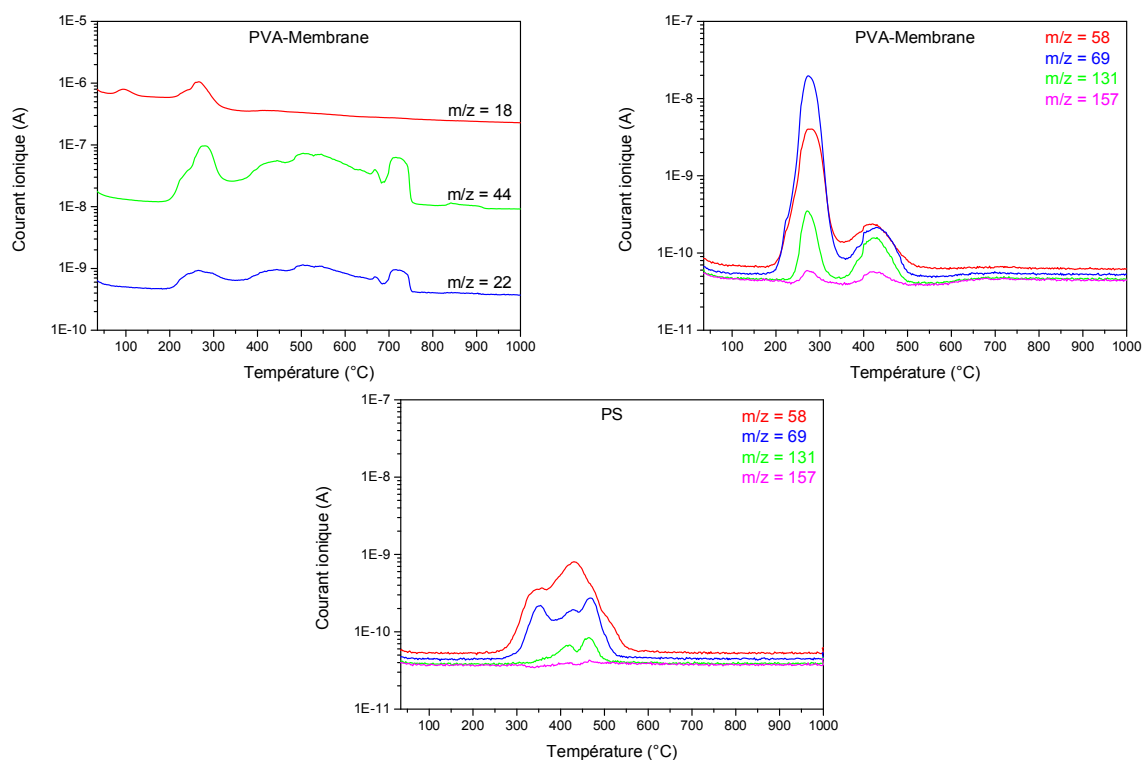 PVA-Membrane
1E-5
1E-6
1E-7
1E-8
1E-9
1E-10
Courant ionique (A)
m/z = 18
m/z = 44
m/z = 22
100 200 300 400 500 600 700 800 900 1000
Température (°C)
PVA-Membrane
m/z = 58
m/z = 69
m/z = 131
m/z = 157
1E-7
1E-8
1E-9
1E-10
1E-11
Courant ionique (A)
100 200 300 400 500 600 700 800 900 1000
Température (°C)
PS
m/z = 58
m/z = 69
m/z = 131
m/z = 157
1E-7
1E-8
1E-9
1E-10
1E-11
Courant ionique (A)
100 200 300 400 500 600 700 800 900 1000
Température (°C)